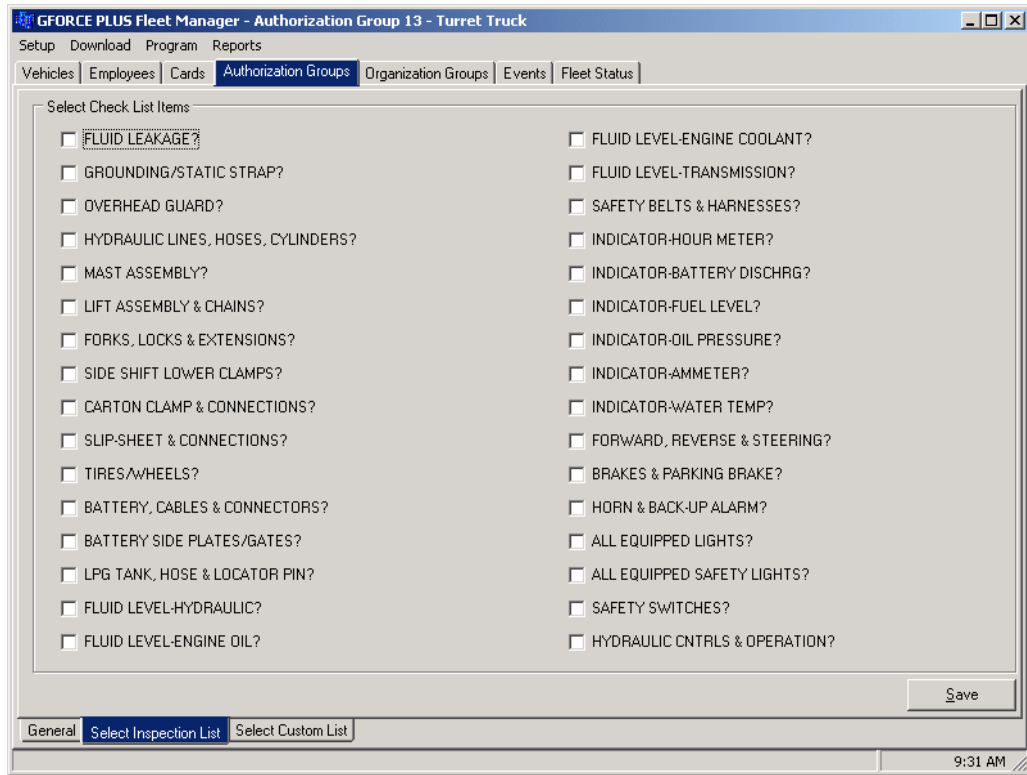 GFORCE PLUS Fleet Manager - Authorization Group 13 - Turret Truck
Setup Download Program Reports
Vehicles Employees Cards Authorization Groups Organization Groups Events Fleet Status
Select Check List Items
FLUID LEAKAGE?
GROUNDING/STATIC STRAP?
OVERHEAD GUARD?
HYDRAULIC LINES, HOSES, CYLINDERS?
MAST ASSEMBLY?
LIFT ASSEMBLY & CHAINS?
FORKS, LOCKS & EXTENSIONS?
SIDE SHIFT LOWER CLAMPS?
CARTON CLAMP & CONNECTIONS?
SLIP-SHEET & CONNECTIONS?
TIRES/WHEELS?
BATTERY, CABLES & CONNECTORS?
BATTERY SIDE PLATES/GATES?
LPG TANK, HOSE & LOCATOR PIN?
FLUID LEVEL-HYDRAULIC?
FLUID LEVEL-ENGINE OIL?
FLUID LEVEL-ENGINE COOLANT?
FLUID LEVEL-TRANSMISSION?
SAFETY BELTS & HARNESSES?
INDICATOR-HOUR METER?
INDICATOR-BATTERY DISCHRG?
INDICATOR-FUEL LEVEL?
INDICATOR-OIL PRESSURE?
INDICATOR-AMMETER?
INDICATOR-WATER TEMP?
FORWARD, REVERSE & STEERING?
BRAKES & PARKING BRAKE?
HORN & BACK-UP ALARM?
ALL EQUIPPED LIGHTS?
ALL EQUIPPED SAFETY LIGHTS?
SAFETY SWITCHES?
HYDRAULIC CNTRLS & OPERATION?
Save
General Select Inspection List Select Custom List
9:31 AM